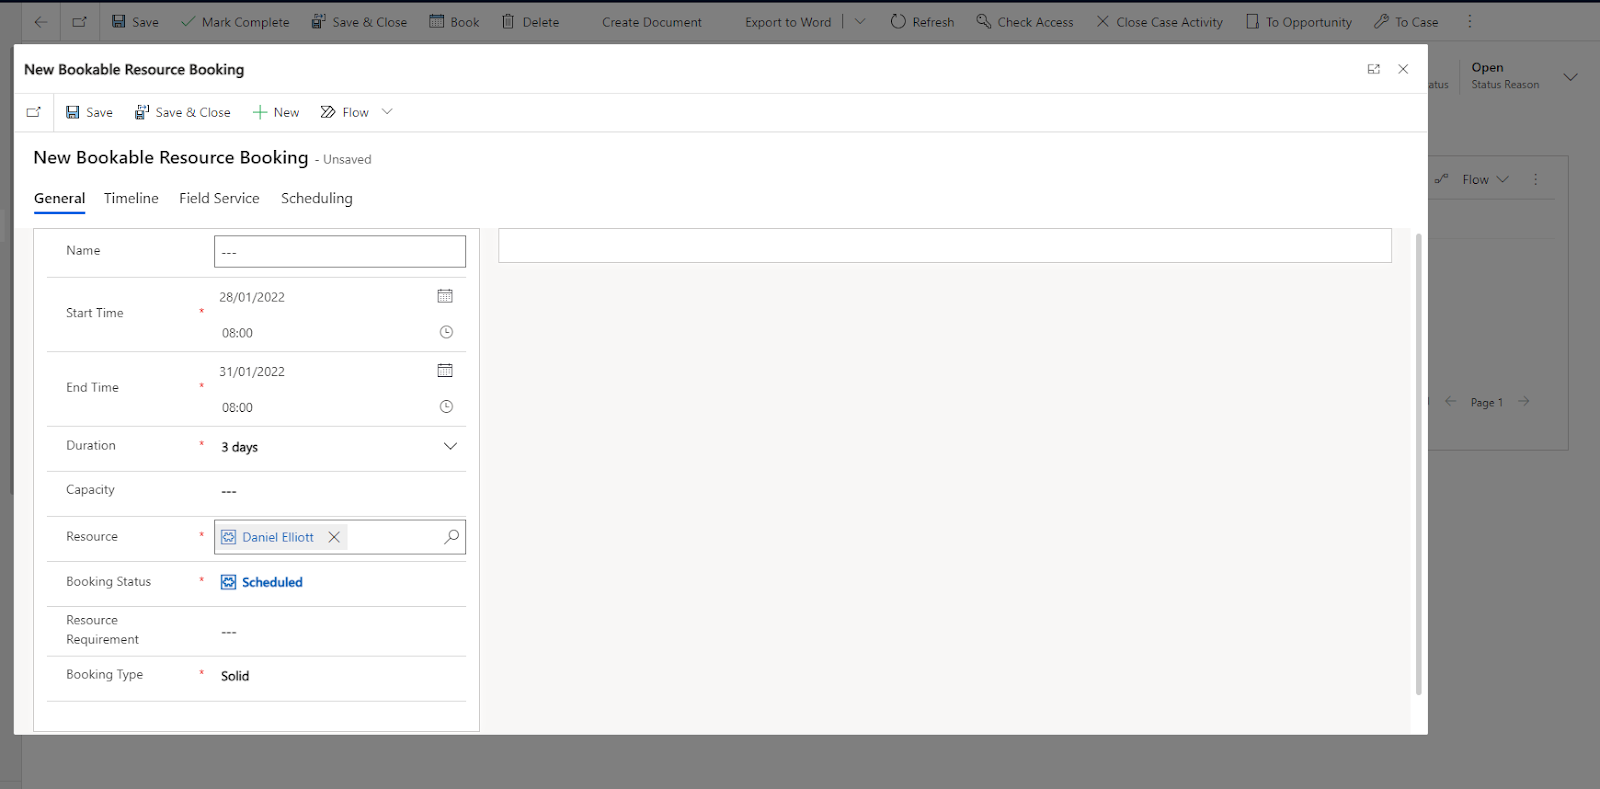 Save Mark Complete Save & Close Book Delete Create Document Export to Word Refresh Check Access Close Case Activity To Opportunity To Case
New Bookable Resource Booking
Open
Status Reason
Save Save & Close New Flow
New Bookable Resource Booking - Unsaved
General Timeline Field Service Scheduling
Flow
Name ---
Start Time * 28/01/2022
08:00
End Time * 31/01/2022
08:00
Page 1
Duration * 3 days
Capacity ---
Resource * Daniel Elliott
Booking Status * Scheduled
Resource
Requirement ---
Booking Type * Solid